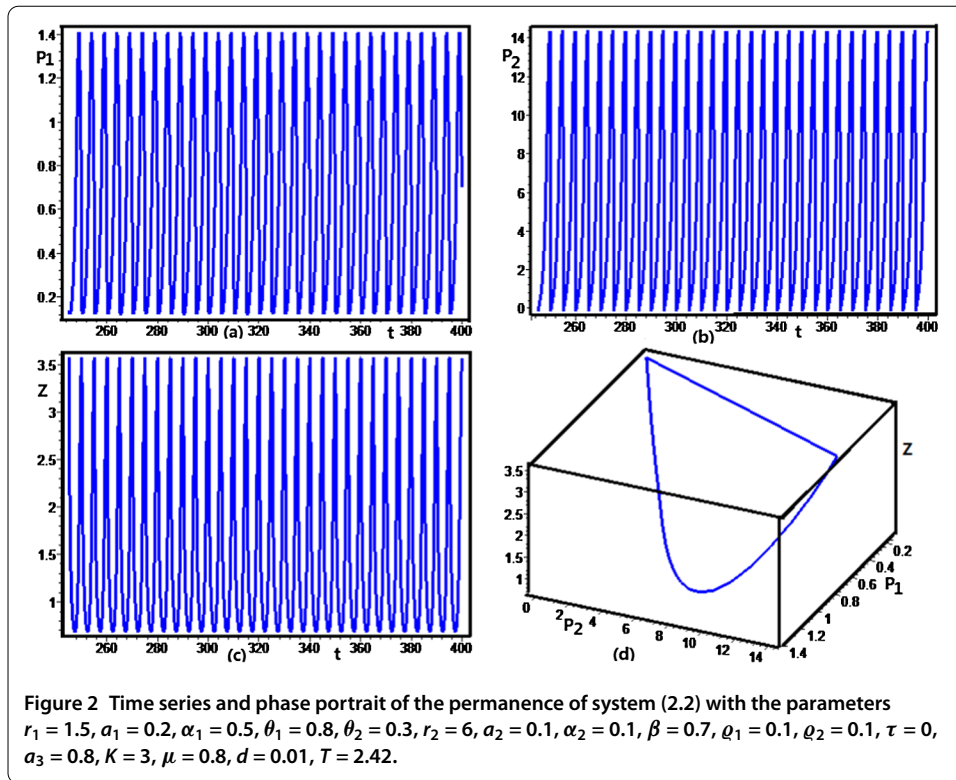 1.4
P1
1.2
1
0.8
0.6
0.4
0.2
260 280 300 320 340 360 380 400
(a) t
14
P2
12
10
8
6
4
2
0
260 280 300 320 340 360 380 400
(b) t
3.5
Z
3
2.5
2
1.5
1
260 280 300 320 340 360 380 400
(c) t
3.5
3
2.5
2
1.5
1
0 2 P2 4 6 8 10 12 14
Z
0.2
0.4
P1
0.6
0.8
1
1.2
1.4
(d)
Figure 2 Time series and phase portrait of the permanence of system (2.2) with the parameters
r₁ = 1.5, a₁ = 0.2, α₁ = 0.5, θ₁ = 0.8, θ₂ = 0.3, r₂ = 6, a₂ = 0.1, α₂ = 0.1, β = 0.7, ϱ₁ = 0.1, ϱ₂ = 0.1, τ = 0,
a₃ = 0.8, K = 3, μ = 0.8, d = 0.01, T = 2.42.